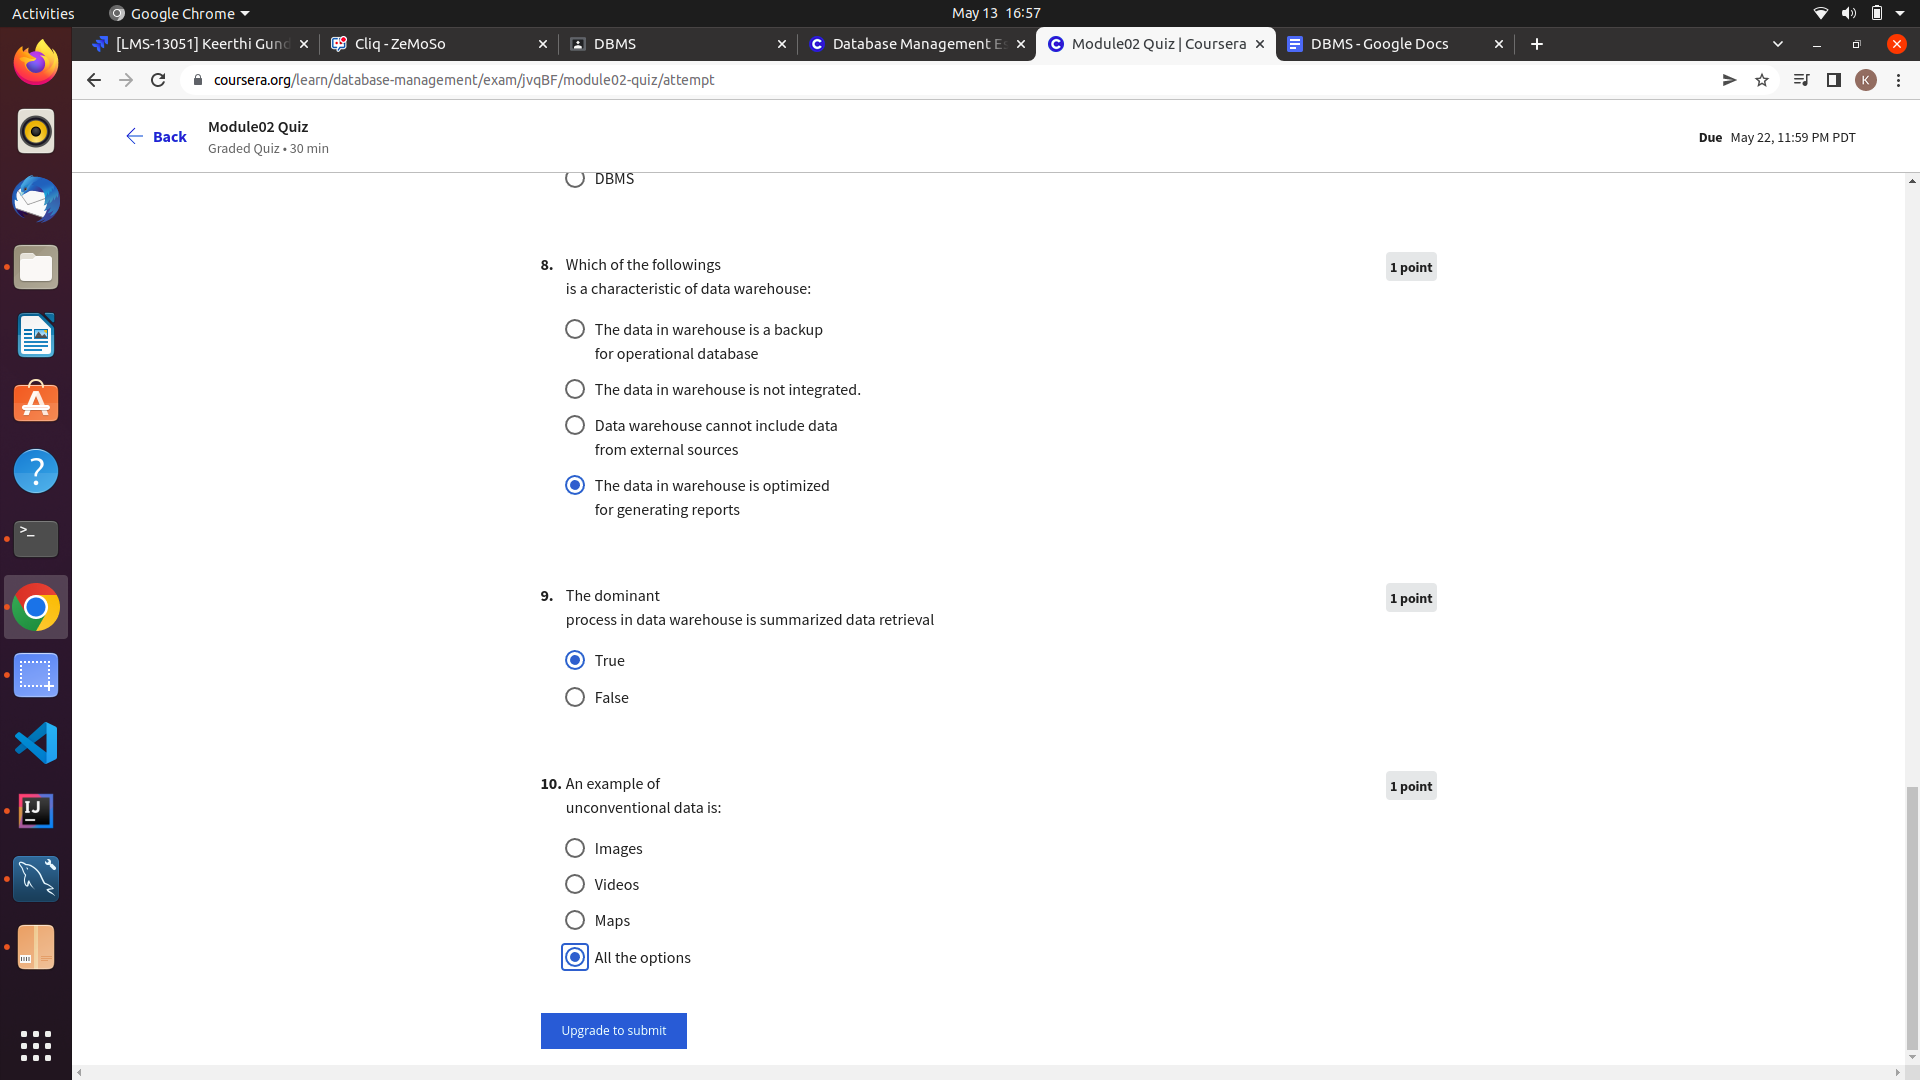 Activities
Google Chrome
May 13 16:57
[LMS-13051] Keerthi Gund
Cliq - ZeMoSo
DBMS
Database Management Es
Module02 Quiz | Coursera
DBMS - Google Docs
coursera.org/learn/database-management/exam/jvqBF/module02-quiz/attempt
K
Back
Module02 Quiz
Graded Quiz • 30 min
Due May 22, 11:59 PM PDT
DBMS
8. Which of the followings
is a characteristic of data warehouse:
1 point
The data in warehouse is a backup
for operational database
The data in warehouse is not integrated.
Data warehouse cannot include data
from external sources
The data in warehouse is optimized
for generating reports
9. The dominant
process in data warehouse is summarized data retrieval
1 point
True
False
10. An example of
unconventional data is:
1 point
Images
Videos
Maps
All the options
Upgrade to submit